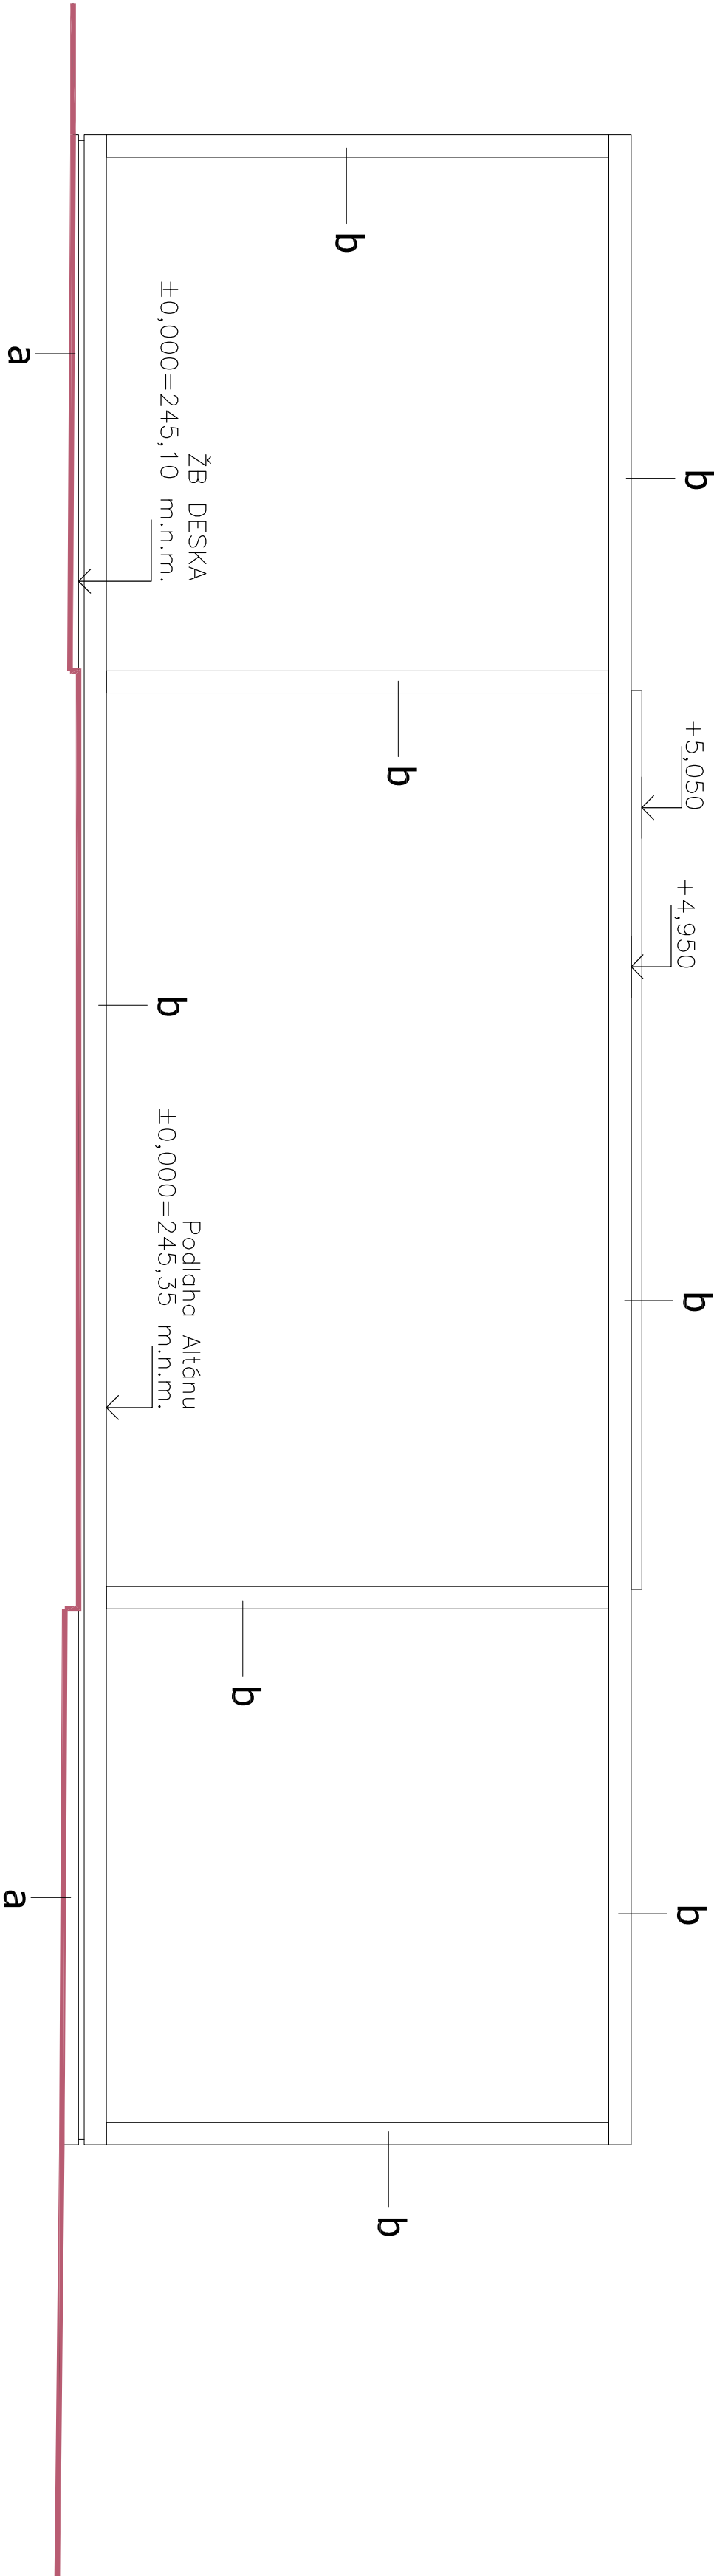 b
b
b
+5,050
+4,950
b
b
b
b
ŽB DESKA
±0,000=245,10 m.n.m.
b
Podlaha Altánu
±0,000=245,35 m.n.m.
a
a